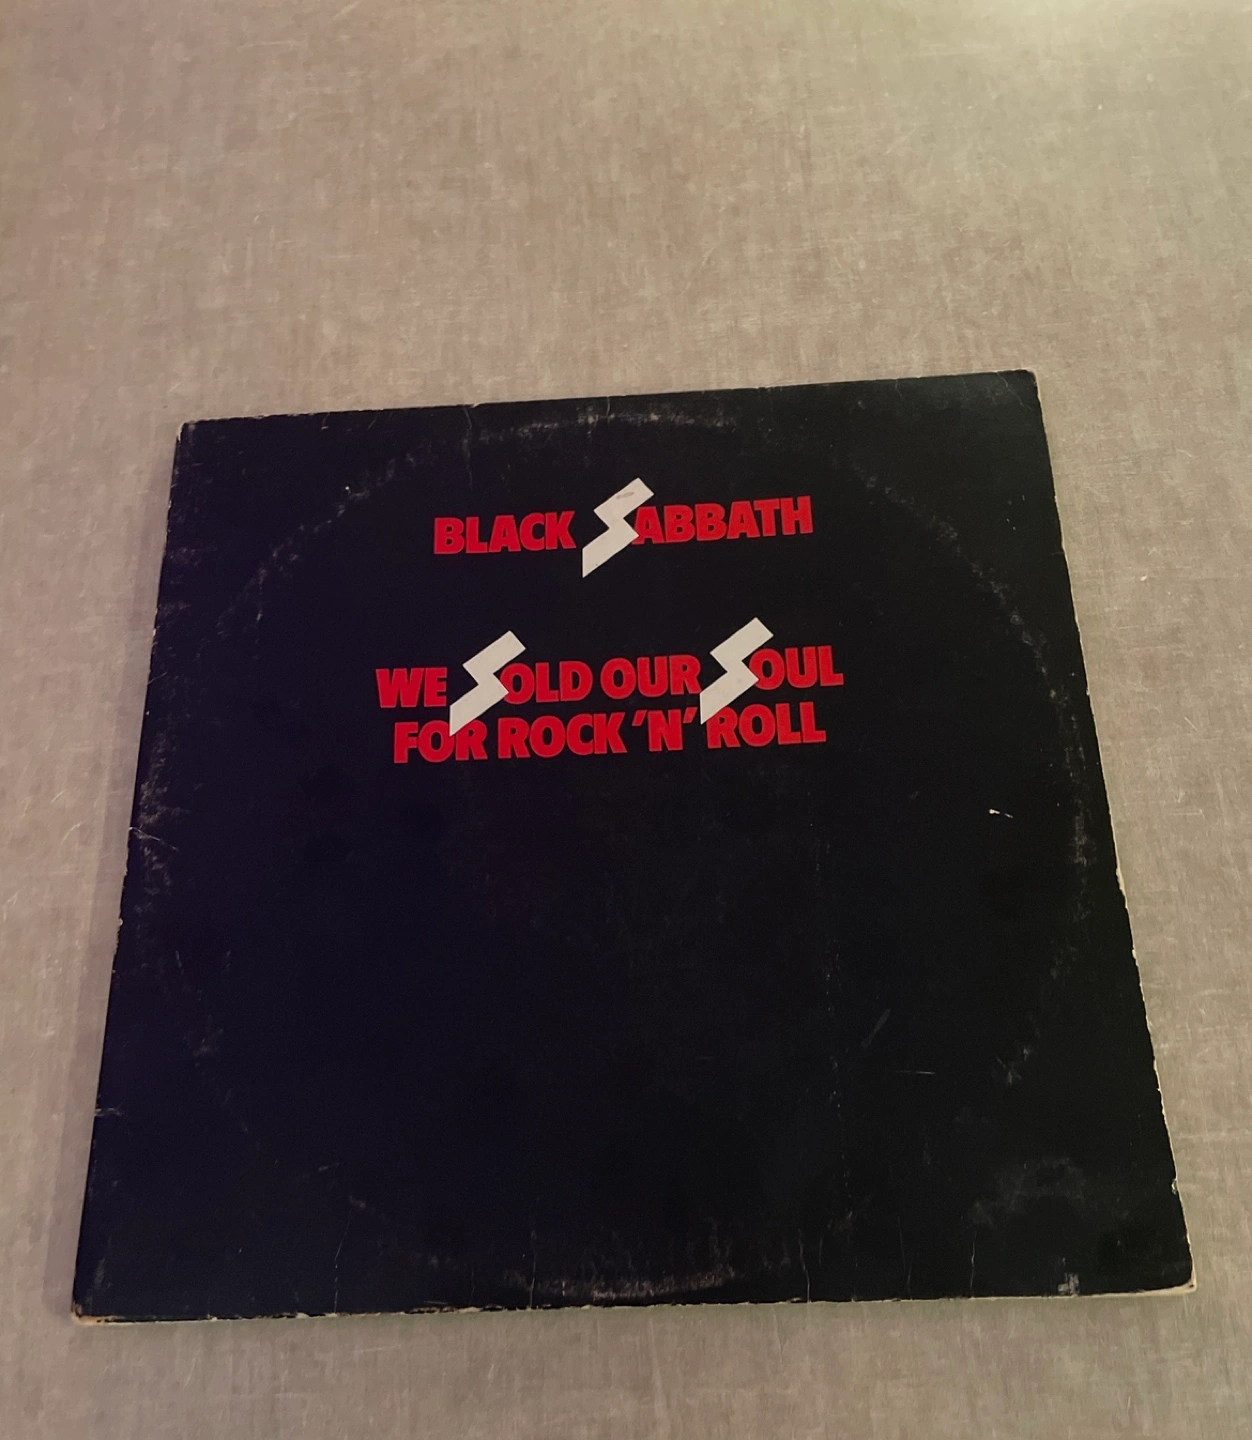 BLACK SABBATH
WE SOLD OUR SOUL
FOR ROCK 'N' ROLL